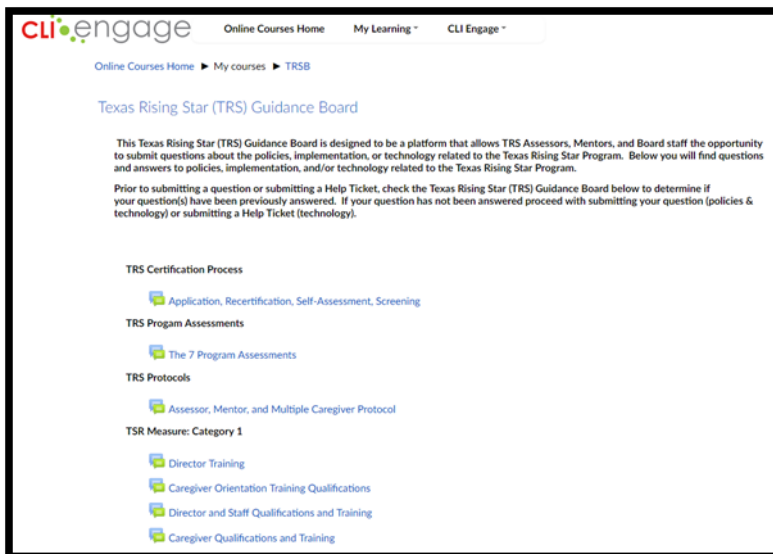 cli engage Online Courses Home My Learning CLI Engage
Online Courses Home ► My courses ► TRSB
Texas Rising Star (TRS) Guidance Board
This Texas Rising Star (TRS) Guidance Board is designed to be a platform that allows TRS Assessors, Mentors, and Board staff the opportunity
to submit questions about the policies, implementation, or technology related to the Texas Rising Star Program. Below you will find questions
and answers to policies, implementation, and/or technology related to the Texas Rising Star Program.
Prior to submitting a question or submitting a Help Ticket, check the Texas Rising Star (TRS) Guidance Board below to determine if
your question(s) have been previously answered. If your question has not been answered proceed with submitting your question (policies &
technology) or submitting a Help Ticket (technology).
TRS Certification Process
Application, Recertification, Self-Assessment, Screening
TRS Progam Assessments
The 7 Program Assessments
TRS Protocols
Assessor, Mentor, and Multiple Caregiver Protocol
TSR Measure: Category 1
Director Training
Caregiver Orientation Training Qualifications
Director and Staff Qualifications and Training
Caregiver Qualifications and Training